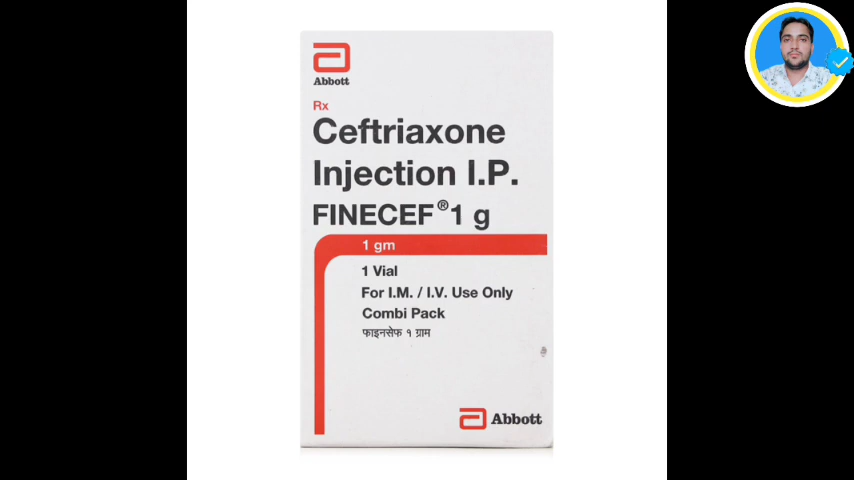 Abbott
Rx
Ceftriaxone
Injection I.P.
FINECEF® 1 g
1 gm
1 Vial
For I.M. / I.V. Use Only
Combi Pack
फाइनसेफ १ ग्राम
Abbott